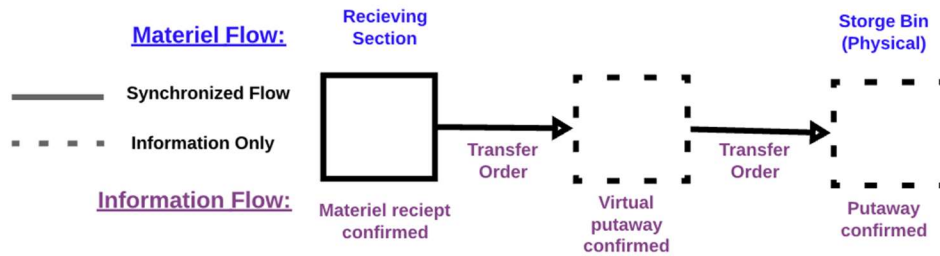 Materiel Flow:
Recieving
Section
Storge Bin
(Physical)
Synchronized Flow
Information Only
Transfer
Order
Transfer
Order
Information Flow:
Materiel reciept
confirmed
Virtual
putaway
confirmed
Putaway
confirmed